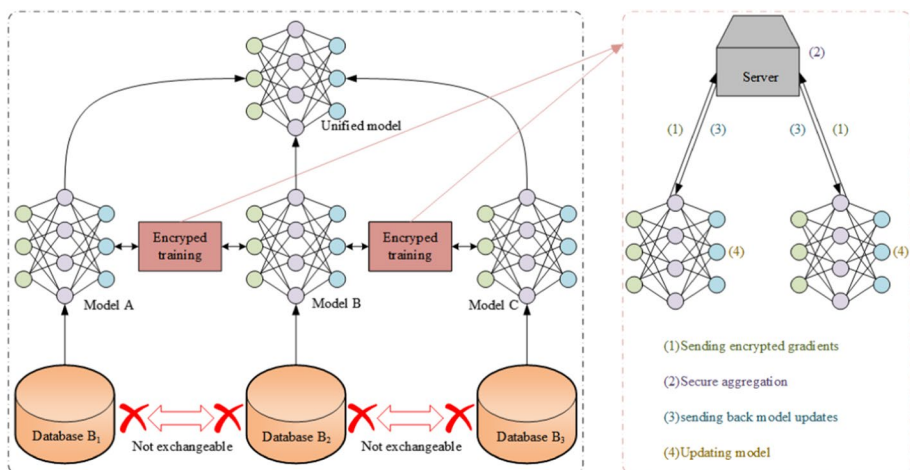 Unified model
Server
(2)
(1)
(3)
(3)
(1)
Encryped
training
Encryped
training
(4)
(4)
Model A
Model B
Model C
Database B₁
Not exchangeable
Database B₂
Not exchangeable
Database B₃
(1)Sending encrypted gradients
(2)Secure aggregation
(3)sending back model updates
(4)Updating model